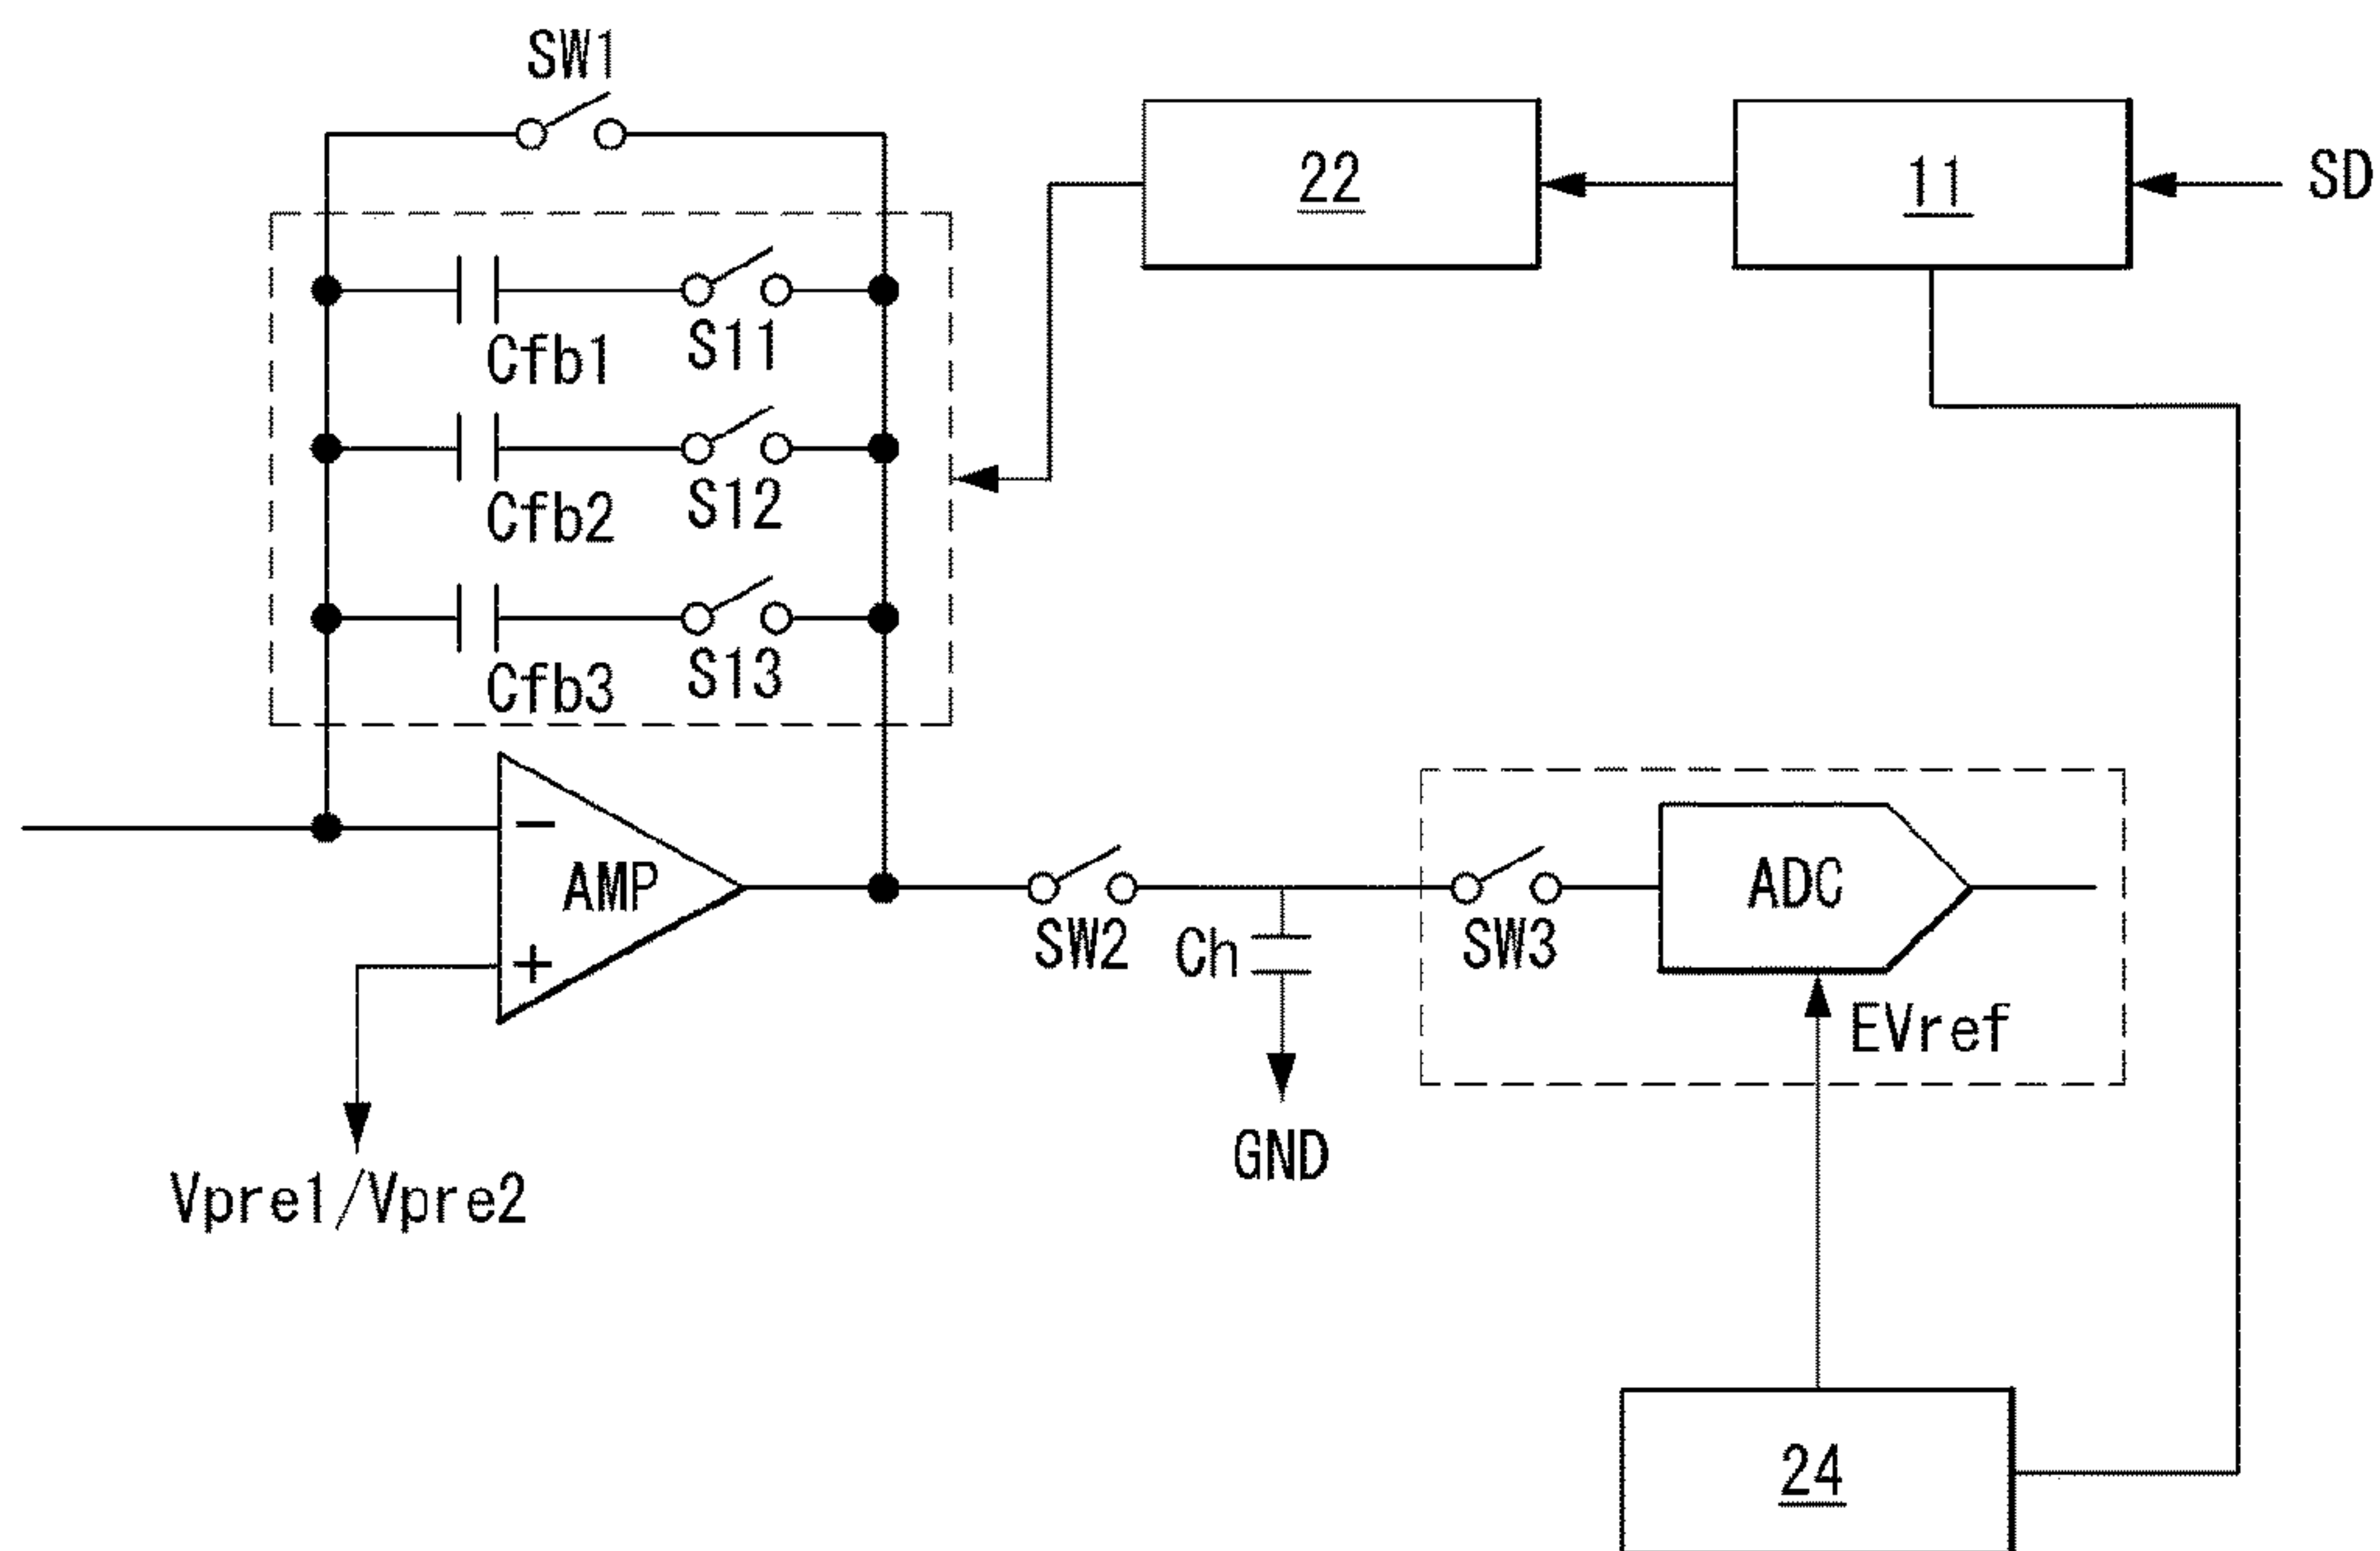 SW1
22
11
SD
Cfb1
S11
Cfb2
S12
Cfb3
S13
−
AMP
+
SW2
Ch
SW3
ADC
EVref
GND
Vpre1/Vpre2
24